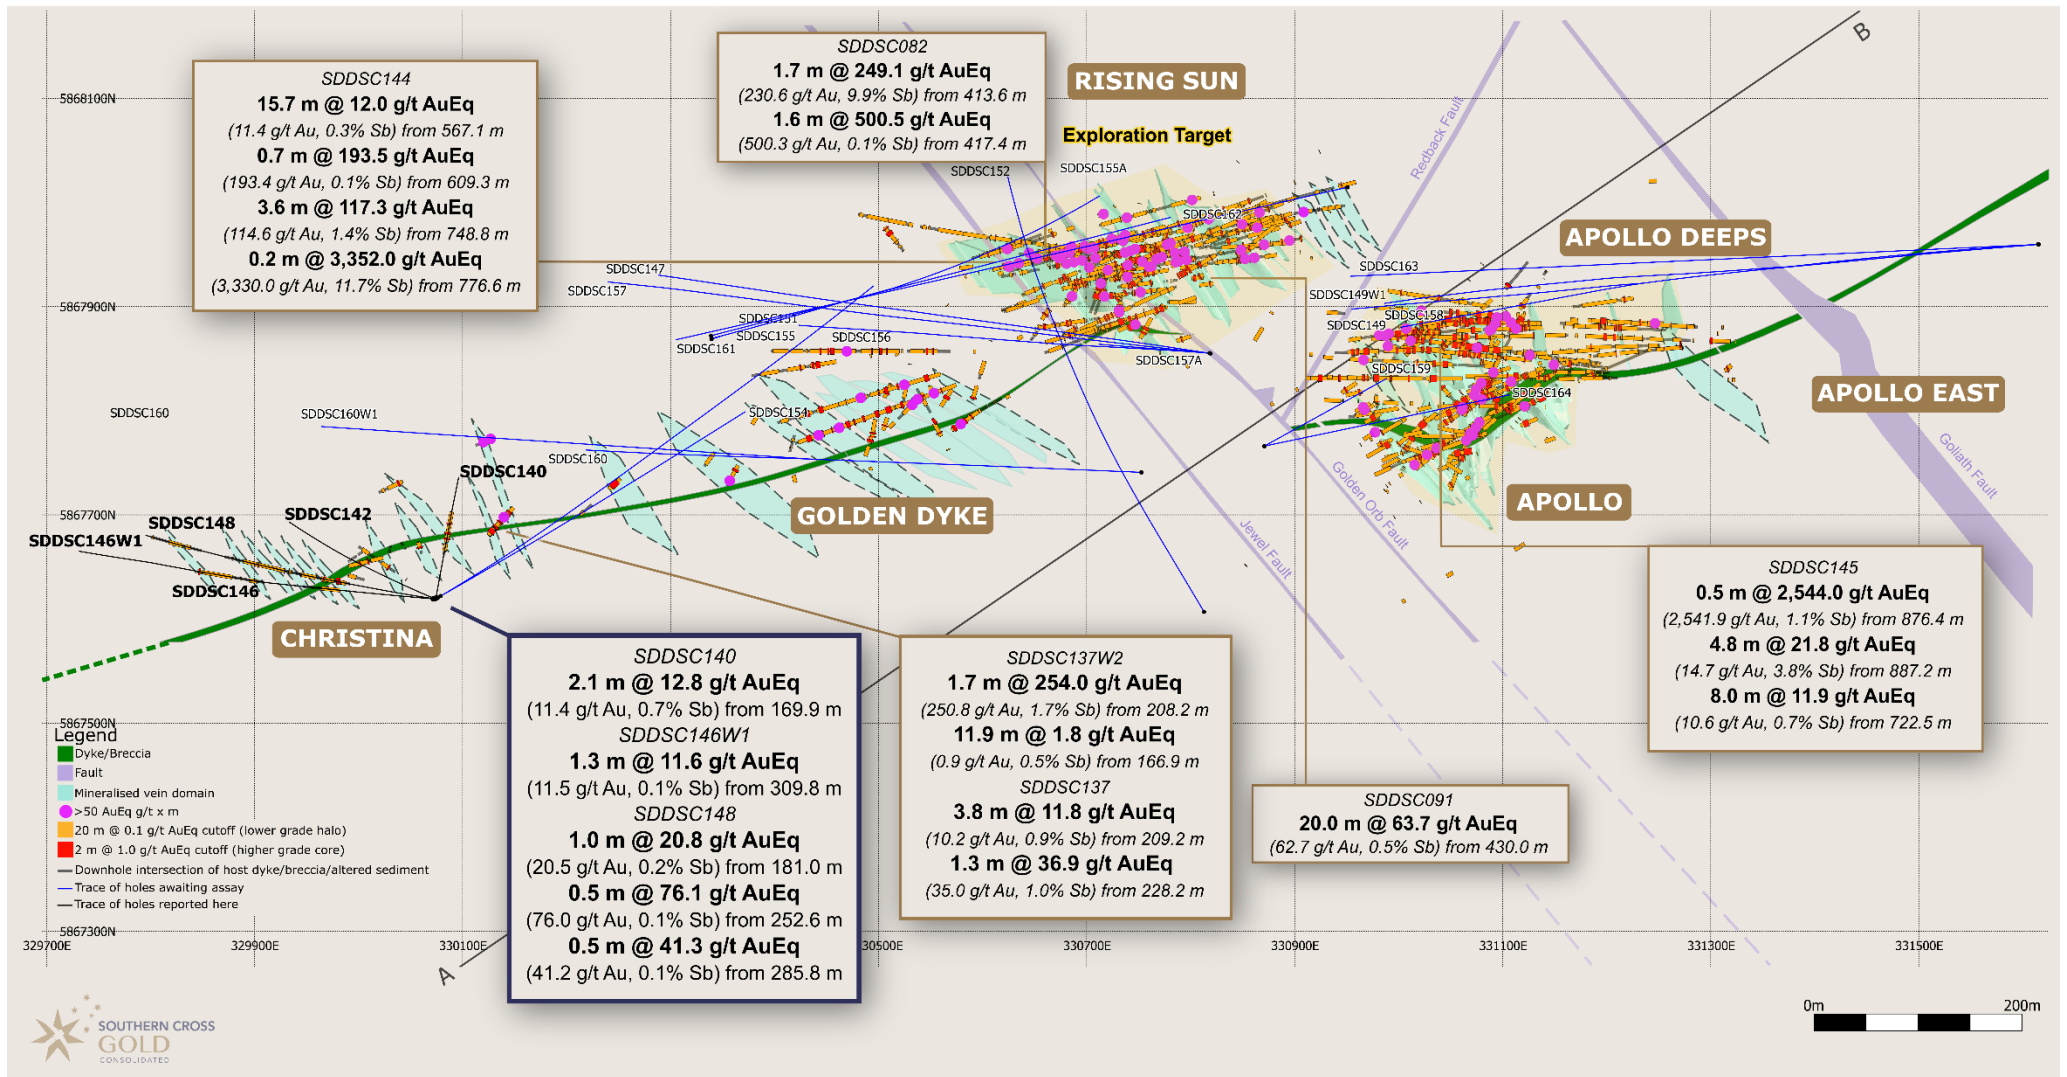 SDDSC144
15.7 m @ 12.0 g/t AuEq
(11.4 g/t Au, 0.3% Sb) from 567.1 m
0.7 m @ 193.5 g/t AuEq
(193.4 g/t Au, 0.1% Sb) from 609.3 m
3.6 m @ 117.3 g/t AuEq
(114.6 g/t Au, 1.4% Sb) from 748.8 m
0.2 m @ 3,352.0 g/t AuEq
(3,330.0 g/t Au, 11.7% Sb) from 776.6 m
SDDSC082
1.7 m @ 249.1 g/t AuEq
(230.6 g/t Au, 9.9% Sb) from 413.6 m
1.6 m @ 500.5 g/t AuEq
(500.3 g/t Au, 0.1% Sb) from 417.4 m
RISING SUN
Exploration Target
B
5868100N
5867900N
5867700N
5867500N
5867300N
Redback Fault
SDDSC152
SDDSC155A
SDDSC162
SDDSC147
SDDSC157
SDDSC151
SDDSC155
SDDSC156
SDDSC161
SDDSC157A
SDDSC163
SDDSC149W1
SDDSC149
SDDSC158
SDDSC159
SDDSC164
APOLLO DEEPS
APOLLO EAST
APOLLO
Goliath Fault
Golden Orb Fault
Jewel Fault
SDDSC154
SDDSC160
SDDSC160W1
SDDSC160
SDDSC140
SDDSC142
SDDSC148
SDDSC146W1
SDDSC146
GOLDEN DYKE
CHRISTINA
SDDSC140
2.1 m @ 12.8 g/t AuEq
(11.4 g/t Au, 0.7% Sb) from 169.9 m
SDDSC146W1
1.3 m @ 11.6 g/t AuEq
(11.5 g/t Au, 0.1% Sb) from 309.8 m
SDDSC148
1.0 m @ 20.8 g/t AuEq
(20.5 g/t Au, 0.2% Sb) from 181.0 m
0.5 m @ 76.1 g/t AuEq
(76.0 g/t Au, 0.1% Sb) from 252.6 m
0.5 m @ 41.3 g/t AuEq
(41.2 g/t Au, 0.1% Sb) from 285.8 m
SDDSC137W2
1.7 m @ 254.0 g/t AuEq
(250.8 g/t Au, 1.7% Sb) from 208.2 m
11.9 m @ 1.8 g/t AuEq
(0.9 g/t Au, 0.5% Sb) from 166.9 m
SDDSC137
3.8 m @ 11.8 g/t AuEq
(10.2 g/t Au, 0.9% Sb) from 209.2 m
1.3 m @ 36.9 g/t AuEq
(35.0 g/t Au, 1.0% Sb) from 228.2 m
SDDSC145
0.5 m @ 2,544.0 g/t AuEq
(2,541.9 g/t Au, 1.1% Sb) from 876.4 m
4.8 m @ 21.8 g/t AuEq
(14.7 g/t Au, 3.8% Sb) from 887.2 m
8.0 m @ 11.9 g/t AuEq
(10.6 g/t Au, 0.7% Sb) from 722.5 m
SDDSC091
20.0 m @ 63.7 g/t AuEq
(62.7 g/t Au, 0.5% Sb) from 430.0 m
Legend
Dyke/Breccia
Fault
Mineralised vein domain
>50 AuEq g/t x m
20 m @ 0.1 g/t AuEq cutoff (lower grade halo)
2 m @ 1.0 g/t AuEq cutoff (higher grade core)
Downhole intersection of host dyke/breccia/altered sediment
Trace of holes awaiting assay
Trace of holes reported here
329700E
329900E
330100E
330500E
330700E
330900E
331100E
331300E
331500E
A
SOUTHERN CROSS
GOLD
CONSOLIDATED
0m
200m